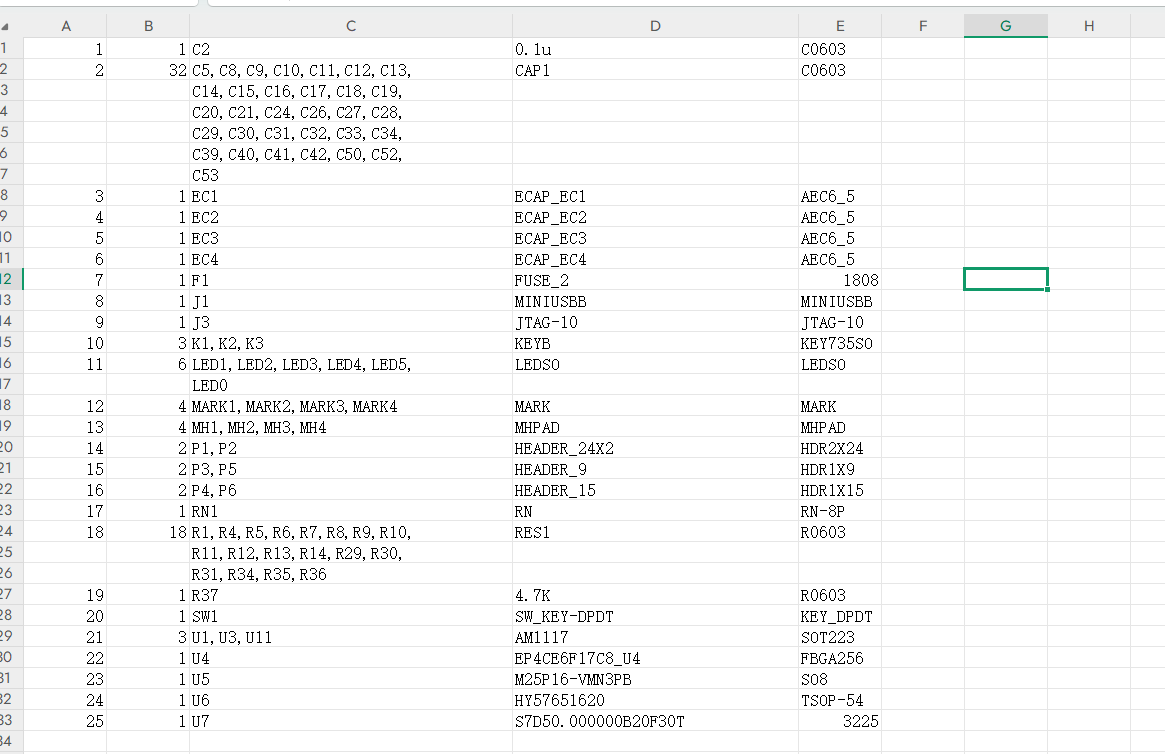 A B C D E F G H
1 1 1 C2 0.1u C0603
2 2 32 C5,C8,C9,C10,C11,C12,C13, CAP1 C0603
3 C14,C15,C16,C17,C18,C19,
4 C20,C21,C24,C26,C27,C28,
5 C29,C30,C31,C32,C33,C34,
6 C39,C40,C41,C42,C50,C52,
7 C53
8 3 1 EC1 ECAP_EC1 AEC6_5
9 4 1 EC2 ECAP_EC2 AEC6_5
10 5 1 EC3 ECAP_EC3 AEC6_5
11 6 1 EC4 ECAP_EC4 AEC6_5
12 7 1 F1 FUSE_2 1808
13 8 1 J1 MINIUSBB MINIUSBB
14 9 1 J3 JTAG-10 JTAG-10
15 10 3 K1,K2,K3 KEYB KEY735SO
16 11 6 LED1,LED2,LED3,LED4,LED5, LEDSO LEDSO
17 LED0
18 12 4 MARK1,MARK2,MARK3,MARK4 MARK MARK
19 13 4 MH1,MH2,MH3,MH4 MHPAD MHPAD
20 14 2 P1,P2 HEADER_24X2 HDR2X24
21 15 2 P3,P5 HEADER_9 HDR1X9
22 16 2 P4,P6 HEADER_15 HDR1X15
23 17 1 RN1 RN RN-8P
24 18 18 R1,R4,R5,R6,R7,R8,R9,R10, RES1 R0603
25 R11,R12,R13,R14,R29,R30,
26 R31,R34,R35,R36
27 19 1 R37 4.7K R0603
28 20 1 SW1 SW_KEY-DPDT KEY_DPDT
29 21 3 U1,U3,U11 AM1117 SOT223
30 22 1 U4 EP4CE6F17C8_U4 FBGA256
31 23 1 U5 M25P16-VMN3PB SO8
32 24 1 U6 HY57651620 TSOP-54
33 25 1 U7 S7D50.000000B20F30T 3225
34